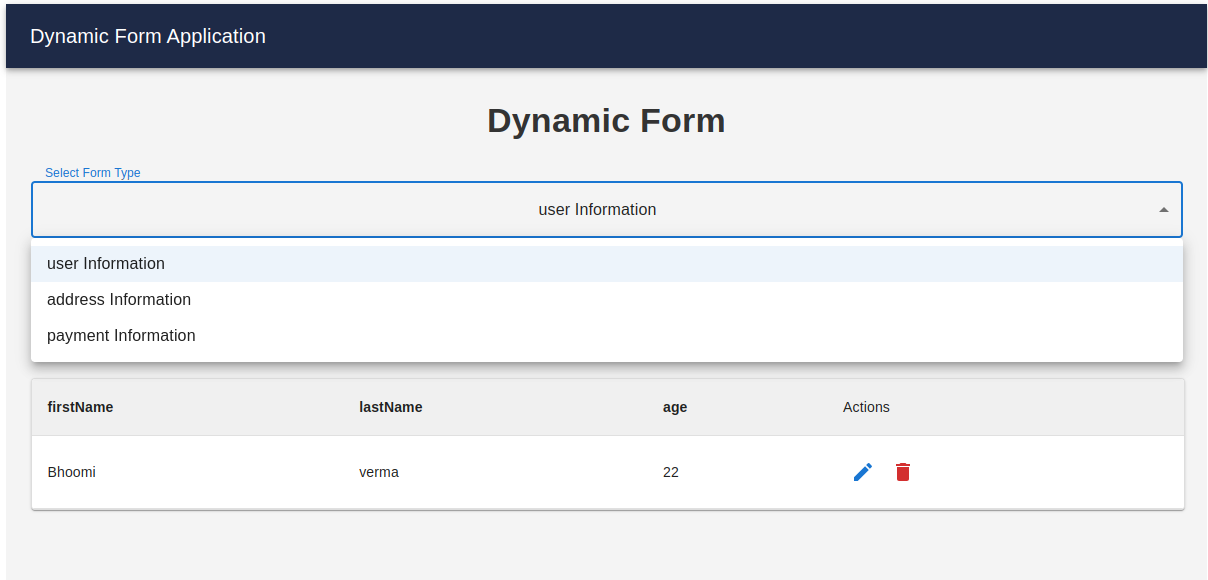 Dynamic Form Application
Dynamic Form
Select Form Type
user Information
user Information
address Information
payment Information
firstName lastName age Actions
Bhoomi verma 22